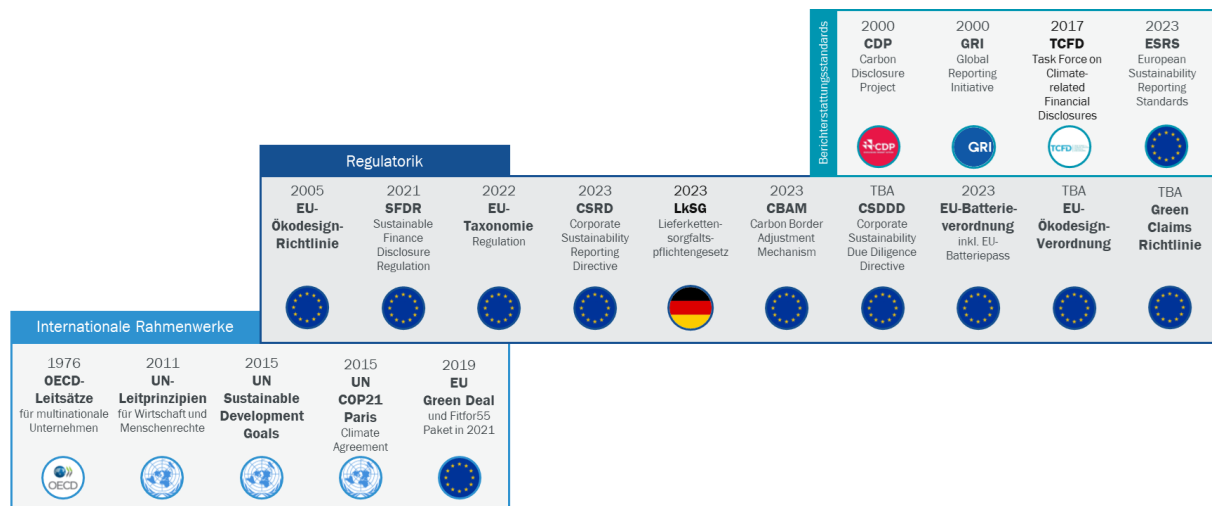 Berichterstattungsstandards
2000
CDP
Carbon
Disclosure
Project
CDP
2000
GRI
Global
Reporting
Initiative
GRI
2017
TCFD
Task Force on
Climate-
related
Financial
Disclosures
TCFD
2023
ESRS
European
Sustainability
Reporting
Standards
Regulatorik
2005
EU-
Ökodesign-
Richtlinie
2021
SFDR
Sustainable
Finance
Disclosure
Regulation
2022
EU-
Taxonomie
Regulation
2023
CSRD
Corporate
Sustainability
Reporting
Directive
2023
LkSG
Lieferketten-
sorgfalts-
pflichtengesetz
2023
CBAM
Carbon Border
Adjustment
Mechanism
TBA
CSDDD
Corporate
Sustainability
Due Diligence
Directive
2023
EU-Batterie-
verordnung
inkl. EU-
Batteriepass
TBA
EU-
Ökodesign-
Verordnung
TBA
Green
Claims
Richtlinie
Internationale Rahmenwerke
1976
OECD-
Leitsätze
für multinationale
Unternehmen
OECD
2011
UN-
Leitprinzipien
für Wirtschaft und
Menschenrechte
2015
UN
Sustainable
Development
Goals
2015
UN
COP21
Paris
Climate
Agreement
2019
EU
Green Deal
und Fitfor55
Paket in 2021